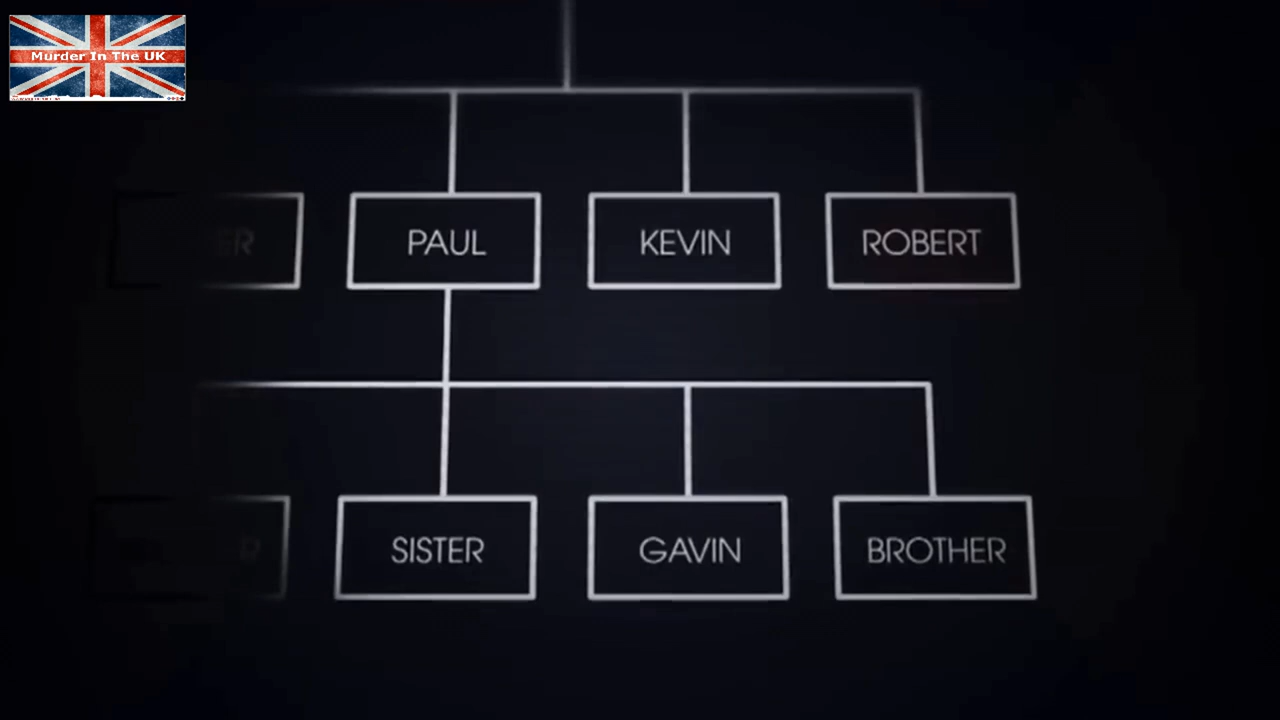 Murder In The UK
PAUL
KEVIN
ROBERT
SISTER
GAVIN
BROTHER